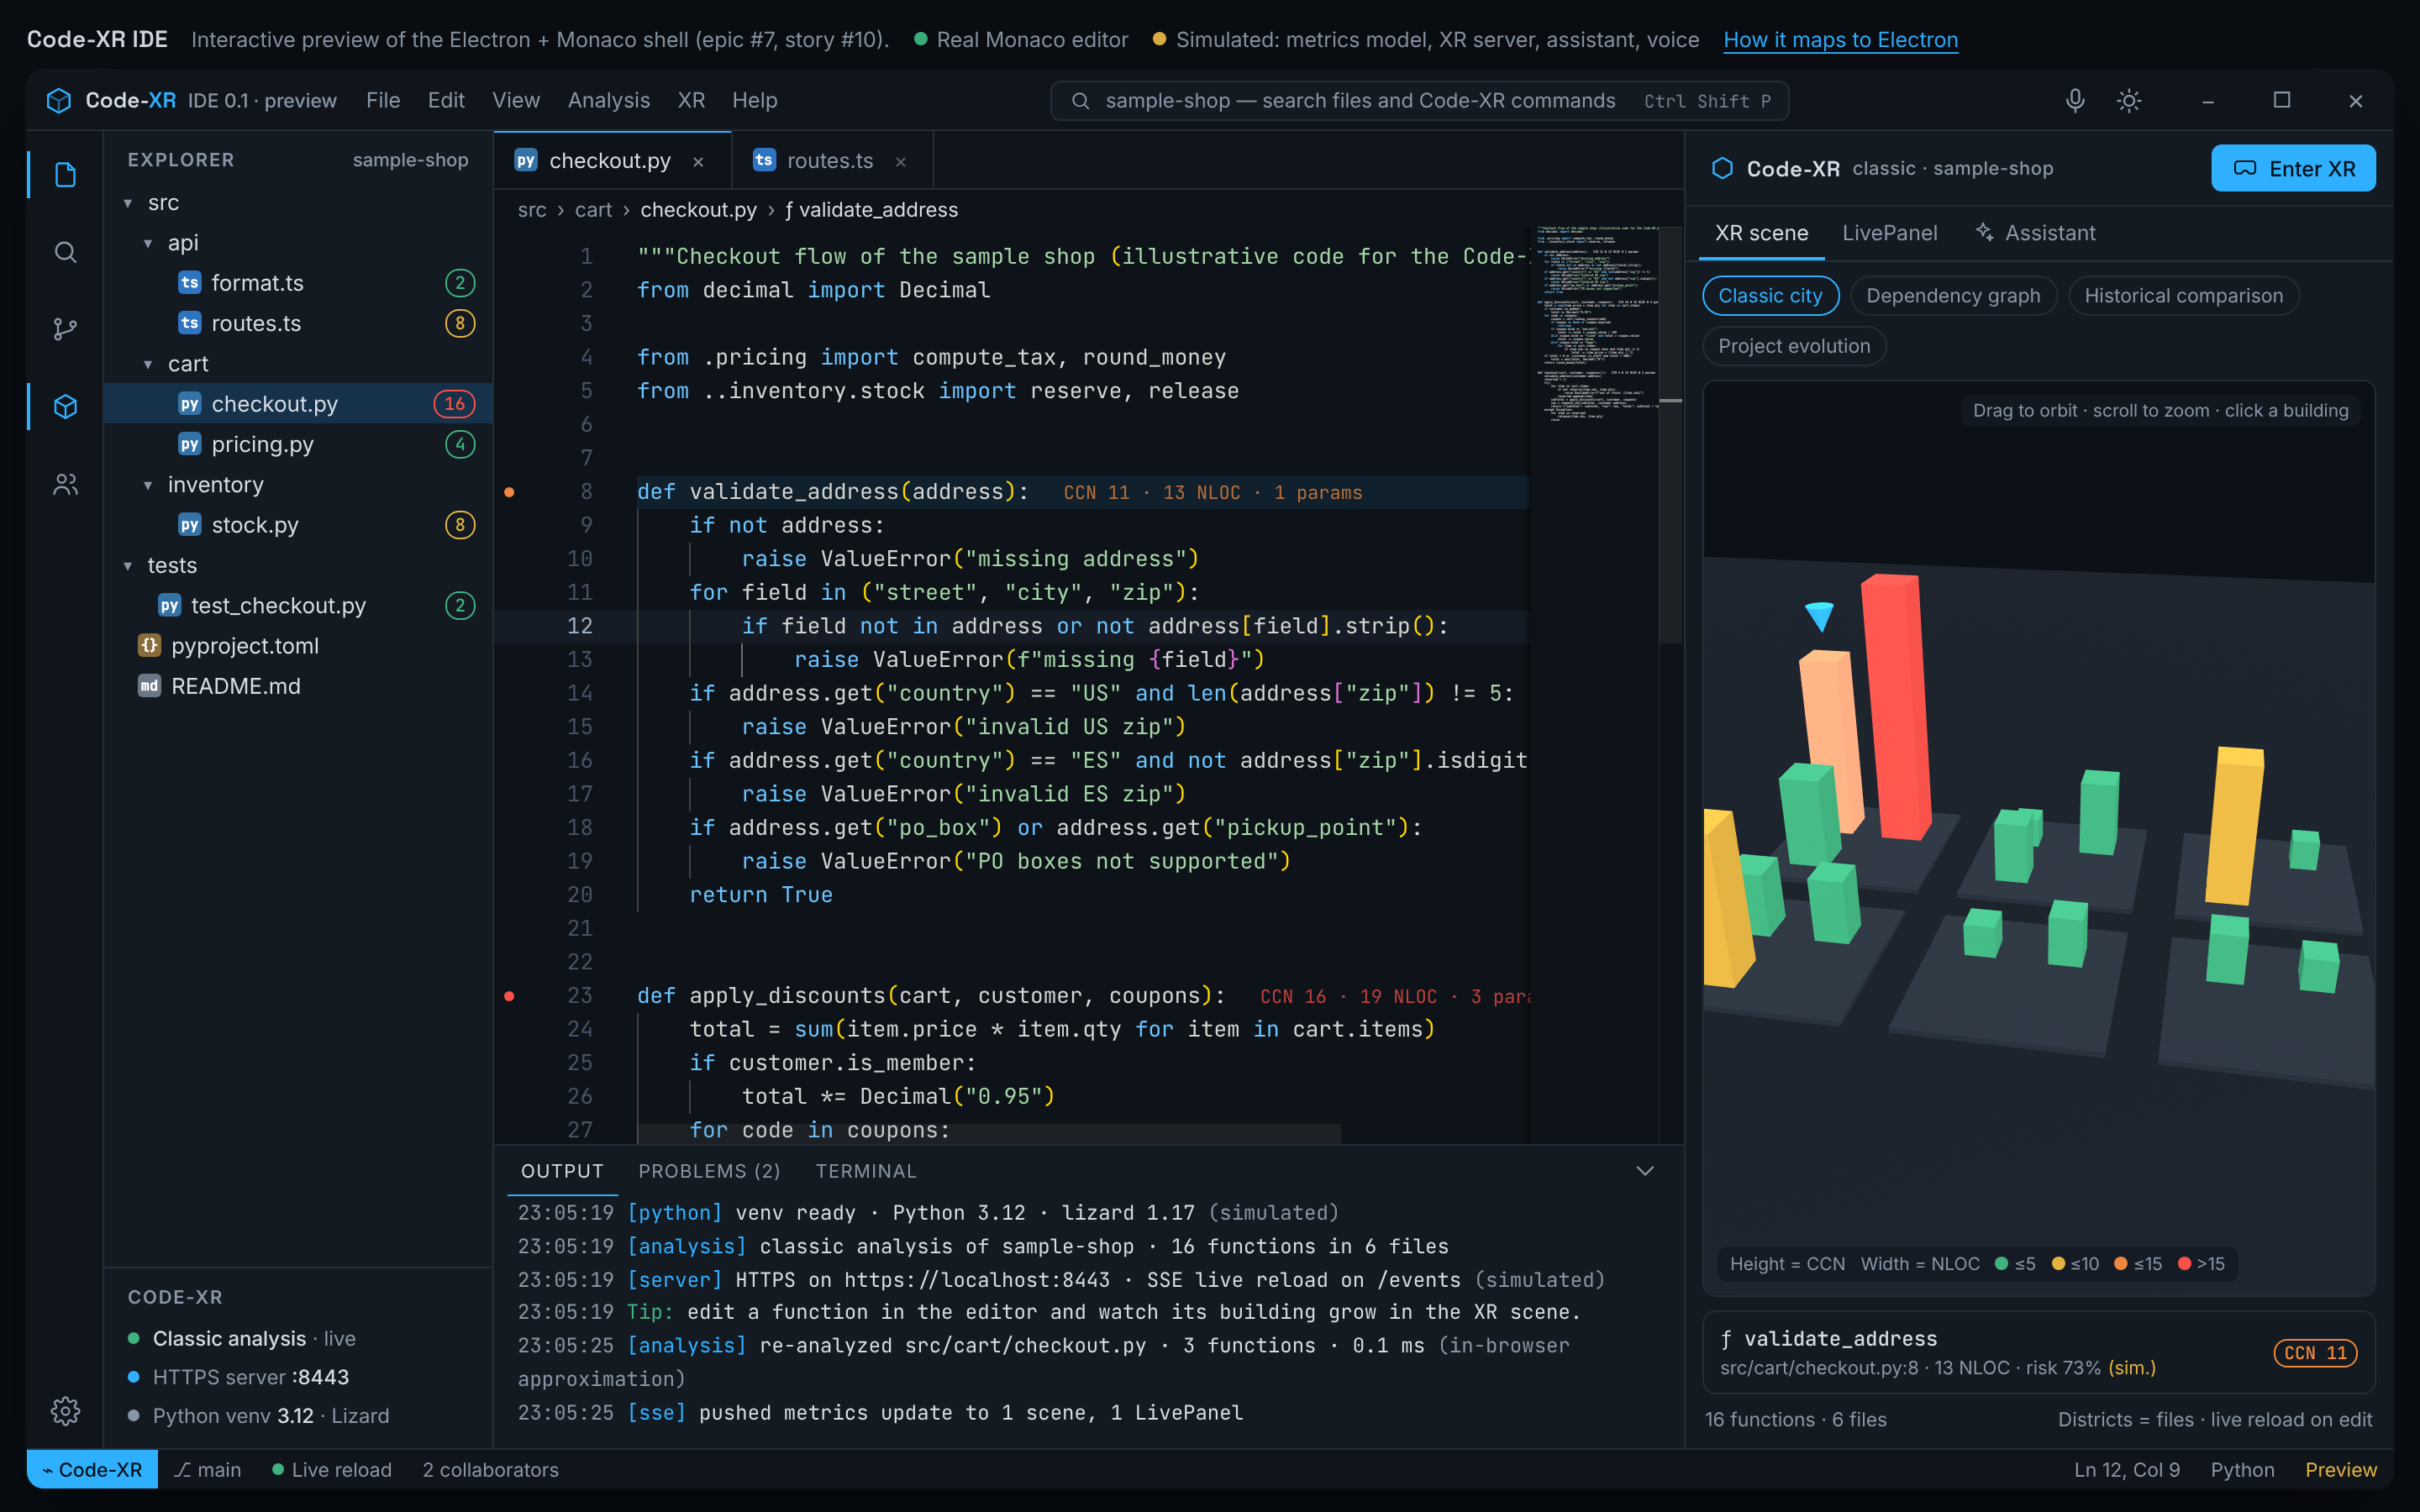 Code-XR IDE Interactive preview of the Electron + Monaco shell (epic #7, story #10). Real Monaco editor Simulated: metrics model, XR server, assistant, voice How it maps to Electron
Code-XR IDE 0.1 · preview File Edit View Analysis XR Help sample-shop — search files and Code-XR commands Ctrl Shift P
EXPLORER sample-shop
src
api
ts format.ts 2
ts routes.ts 8
cart
py checkout.py 16
py pricing.py 4
inventory
py stock.py 8
tests
py test_checkout.py 2
{} pyproject.toml
md README.md
CODE-XR
Classic analysis · live
HTTPS server :8443
Python venv 3.12 · Lizard
py checkout.py × ts routes.ts ×
src › cart › checkout.py › ƒ validate_address
1 """Checkout flow of the sample shop (illustrative code for the Code-
2 from decimal import Decimal
3
4 from .pricing import compute_tax, round_money
5 from ..inventory.stock import reserve, release
6
7
8 def validate_address(address): CCN 11 · 13 NLOC · 1 params
9 if not address:
10 raise ValueError("missing address")
11 for field in ("street", "city", "zip"):
12 if field not in address or not address[field].strip():
13 raise ValueError(f"missing {field}")
14 if address.get("country") == "US" and len(address["zip"]) != 5:
15 raise ValueError("invalid US zip")
16 if address.get("country") == "ES" and not address["zip"].isdigit
17 raise ValueError("invalid ES zip")
18 if address.get("po_box") or address.get("pickup_point"):
19 raise ValueError("PO boxes not supported")
20 return True
21
22
23 def apply_discounts(cart, customer, coupons): CCN 16 · 19 NLOC · 3 para
24 total = sum(item.price * item.qty for item in cart.items)
25 if customer.is_member:
26 total *= Decimal("0.95")
27 for code in coupons:
OUTPUT PROBLEMS (2) TERMINAL
23:05:19 [python] venv ready · Python 3.12 · lizard 1.17 (simulated)
23:05:19 [analysis] classic analysis of sample-shop · 16 functions in 6 files
23:05:19 [server] HTTPS on https://localhost:8443 · SSE live reload on /events (simulated)
23:05:19 Tip: edit a function in the editor and watch its building grow in the XR scene.
23:05:25 [analysis] re-analyzed src/cart/checkout.py · 3 functions · 0.1 ms (in-browser
approximation)
23:05:25 [sse] pushed metrics update to 1 scene, 1 LivePanel
Code-XR classic · sample-shop Enter XR
XR scene LivePanel Assistant
Classic city Dependency graph Historical comparison
Project evolution
Drag to orbit · scroll to zoom · click a building
Height = CCN Width = NLOC ≤5 ≤10 ≤15 >15
ƒ validate_address
src/cart/checkout.py:8 · 13 NLOC · risk 73% (sim.) CCN 11
16 functions · 6 files Districts = files · live reload on edit
Code-XR main Live reload 2 collaborators Ln 12, Col 9 Python Preview